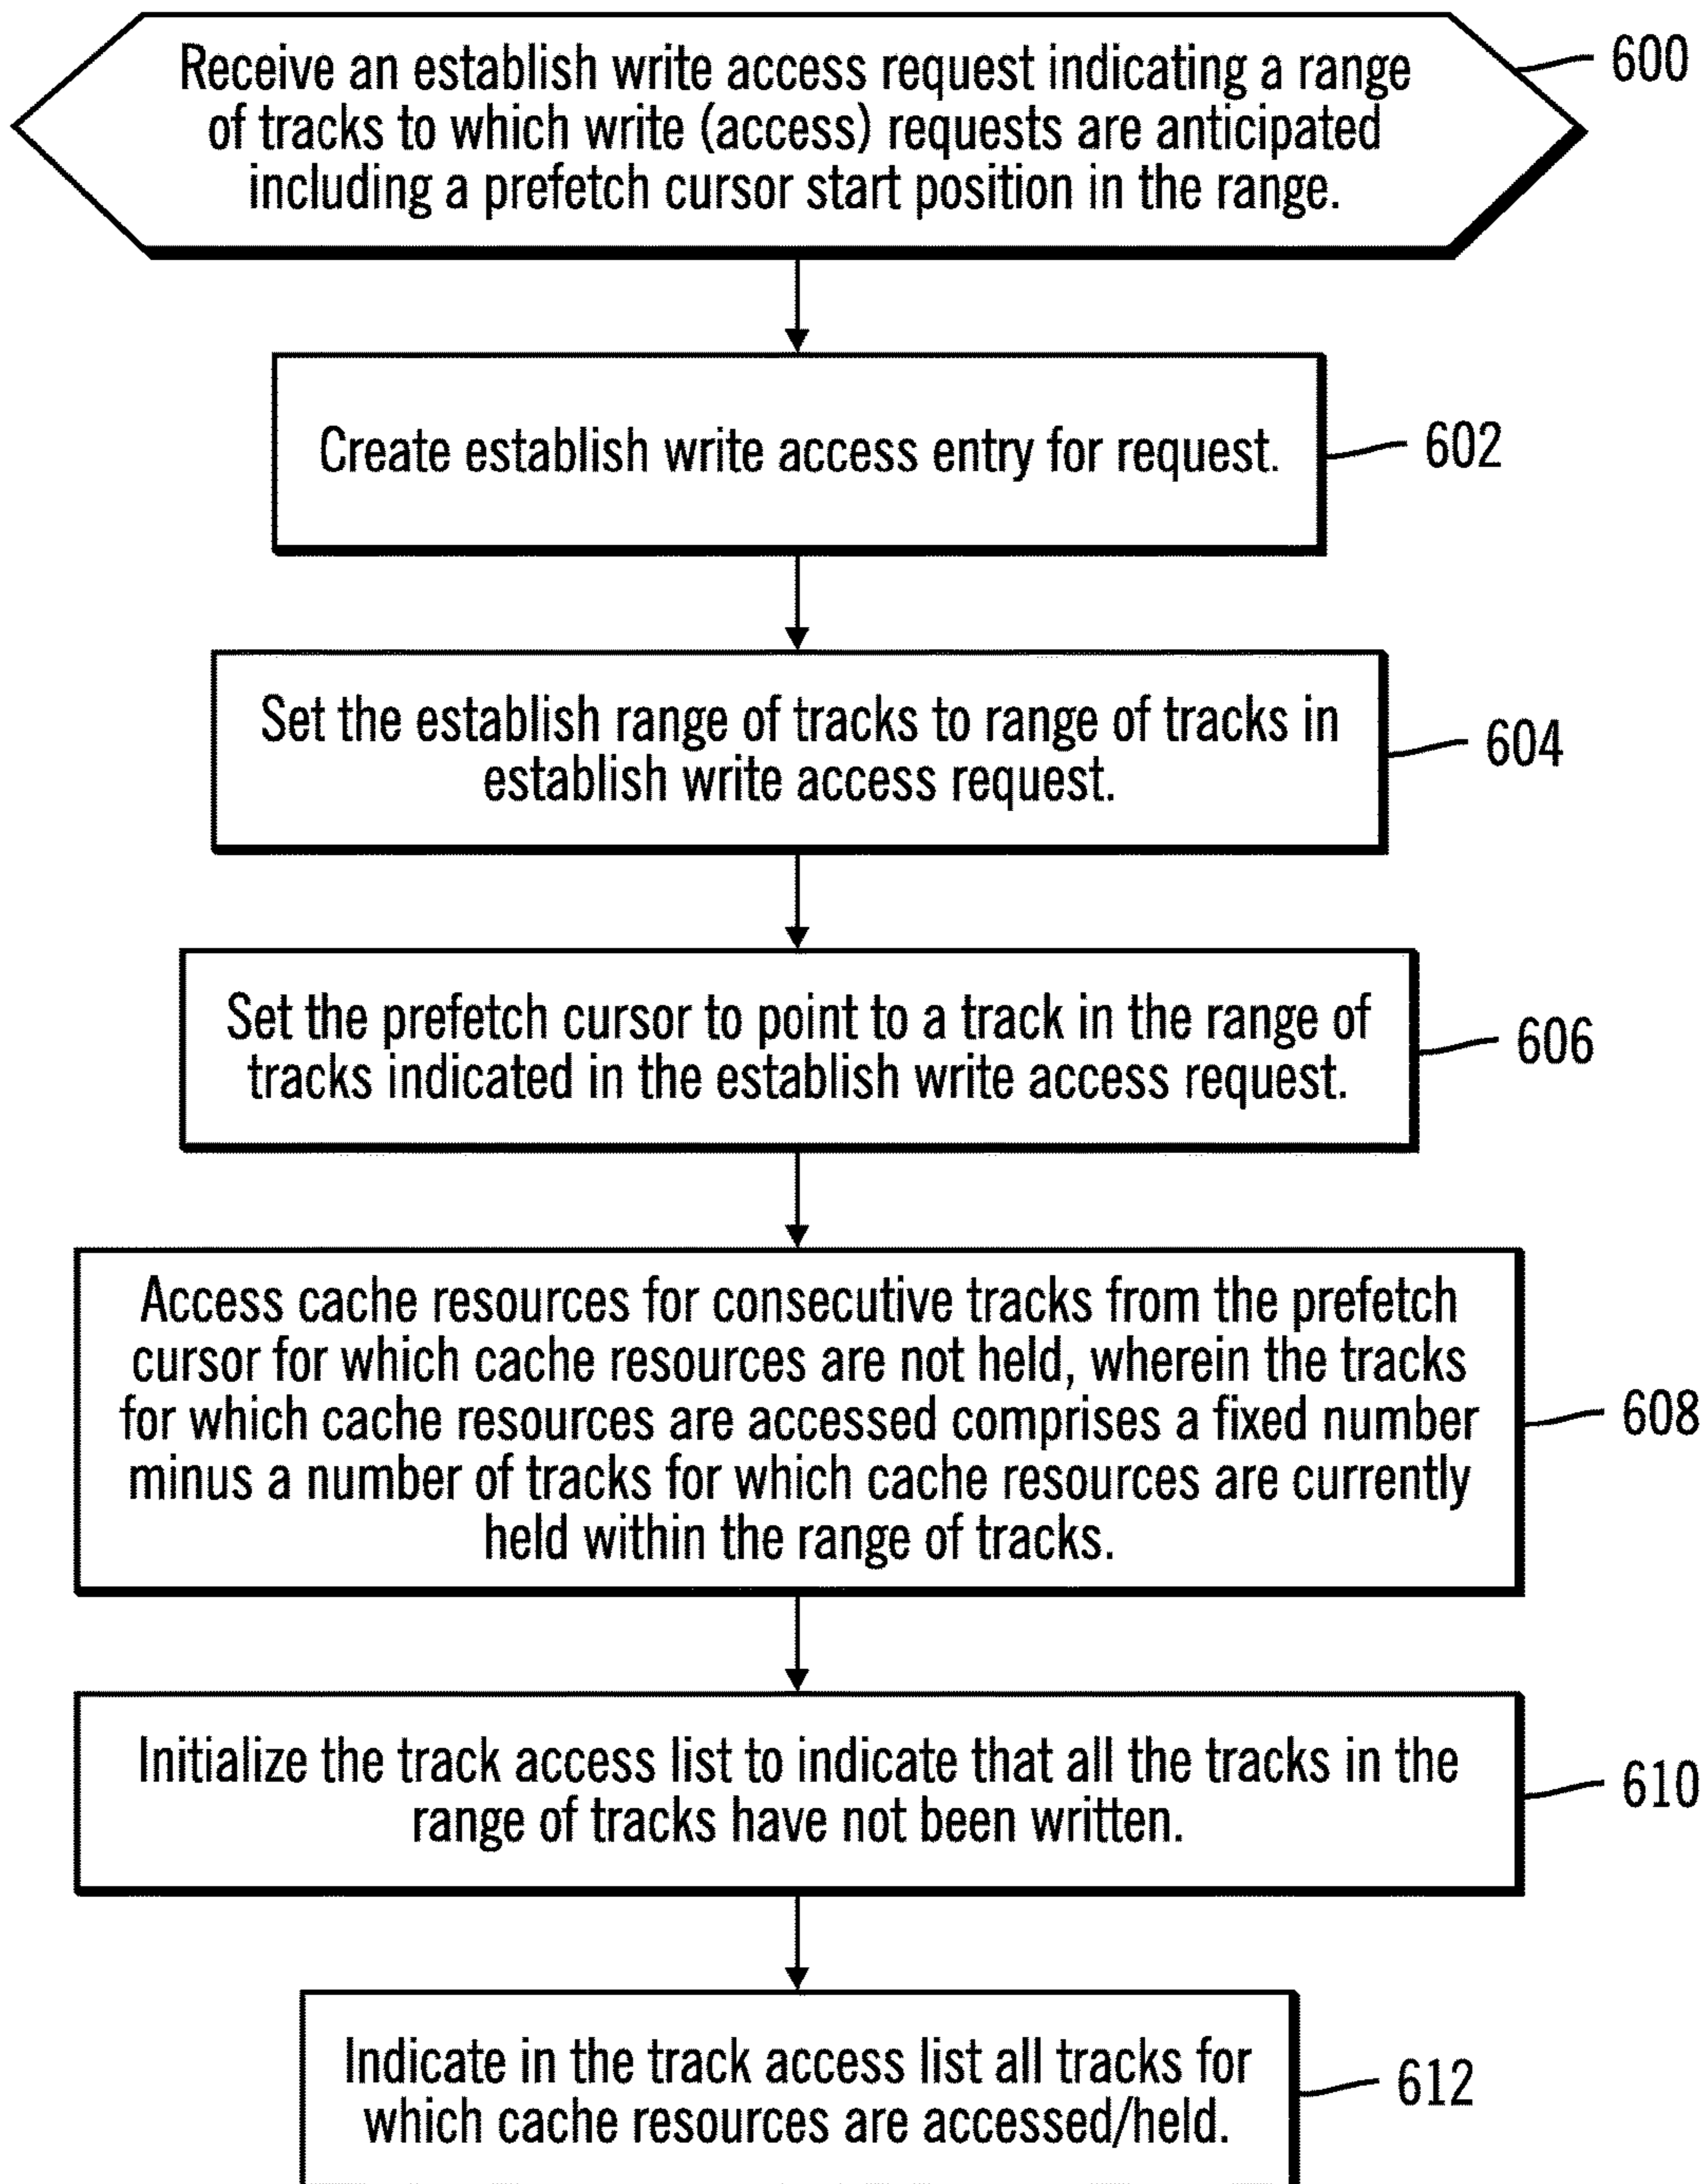 Receive an establish write access request indicating a range
of tracks to which write (access) requests are anticipated
including a prefetch cursor start position in the range.
600
Create establish write access entry for request.
602
Set the establish range of tracks to range of tracks in
establish write access request.
604
Set the prefetch cursor to point to a track in the range of
tracks indicated in the establish write access request.
606
Access cache resources for consecutive tracks from the prefetch
cursor for which cache resources are not held, wherein the tracks
for which cache resources are accessed comprises a fixed number
minus a number of tracks for which cache resources are currently
held within the range of tracks.
608
Initialize the track access list to indicate that all the tracks in the
range of tracks have not been written.
610
Indicate in the track access list all tracks for
which cache resources are accessed/held.
612